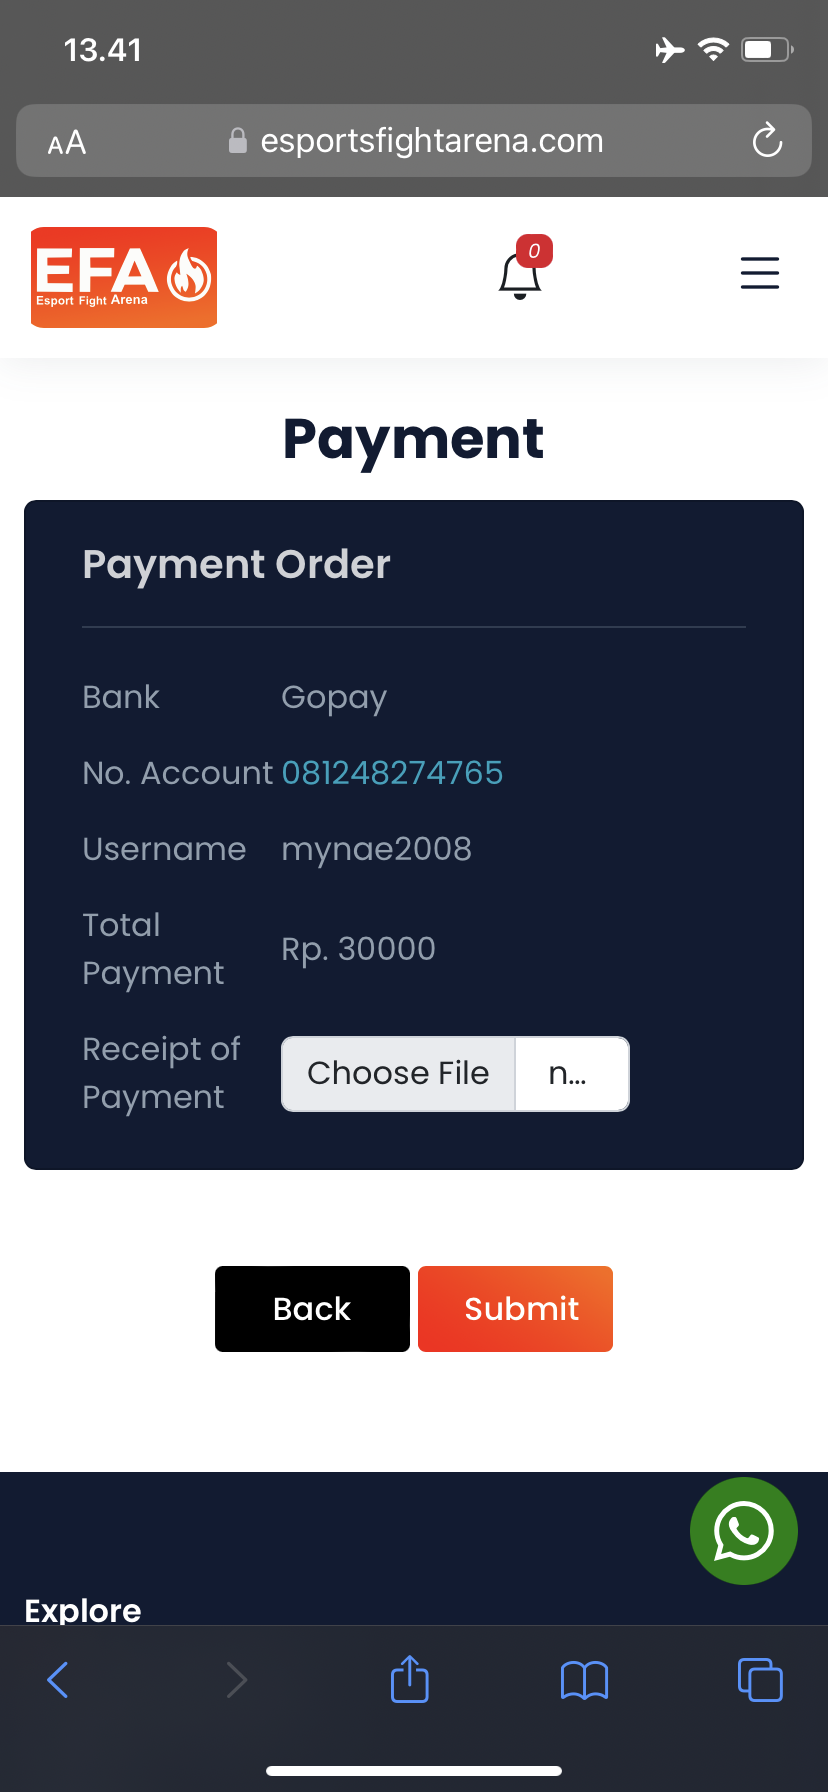 13.41
AA esportsfightarena.com
EFA
Esport Fight Arena
0
Payment
Payment Order
Bank Gopay
No. Account 081248274765
Username mynae2008
Total
Payment
Rp. 30000
Receipt of
Payment
Choose File n...
Back Submit
Explore